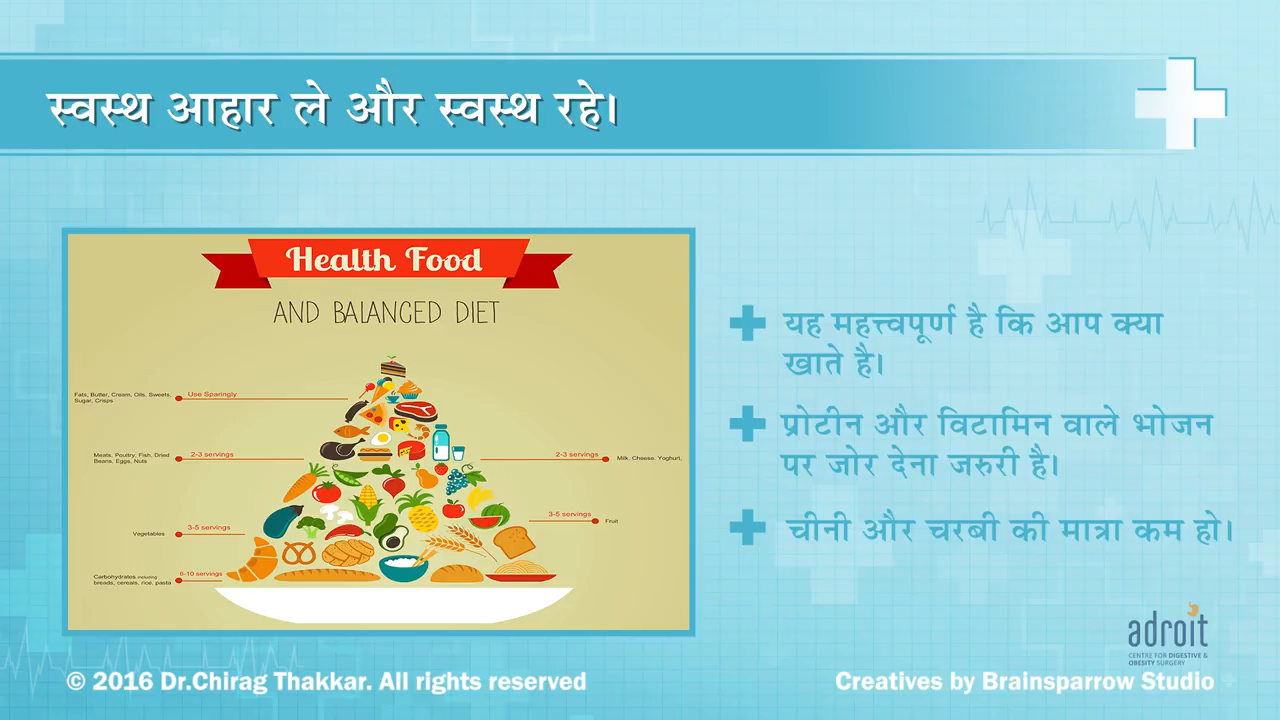 स्वस्थ आहार ले और स्वस्थ रहे।
Health Food
AND BALANCED DIET
Fats, Butter, Creem, Oils, Sweets,
Sugar, Crisps
Use Sparingly
Meats, Poultry, Fish, Dried
Beans, Eggs, Nuts
2-3 servings
2-3 servings
Milk, Cheese, Yoghurt,
3-5 servings
Vegetables
3-5 servings
Fruit
Carbohydrates including
breads, cereals, rice, pasta
6-10 servings
यह महत्त्वपूर्ण है कि आप क्या
खाते है।
प्रोटीन और विटामिन वाले भोजन
पर जोर देना जरुरी है।
चीनी और चरबी की मात्रा कम हो।
adroit
CENTRE FOR DIGESTIVE &
OBESITY SURGERY
© 2016 Dr.Chirag Thakkar. All rights reserved
Creatives by Brainsparrow Studio